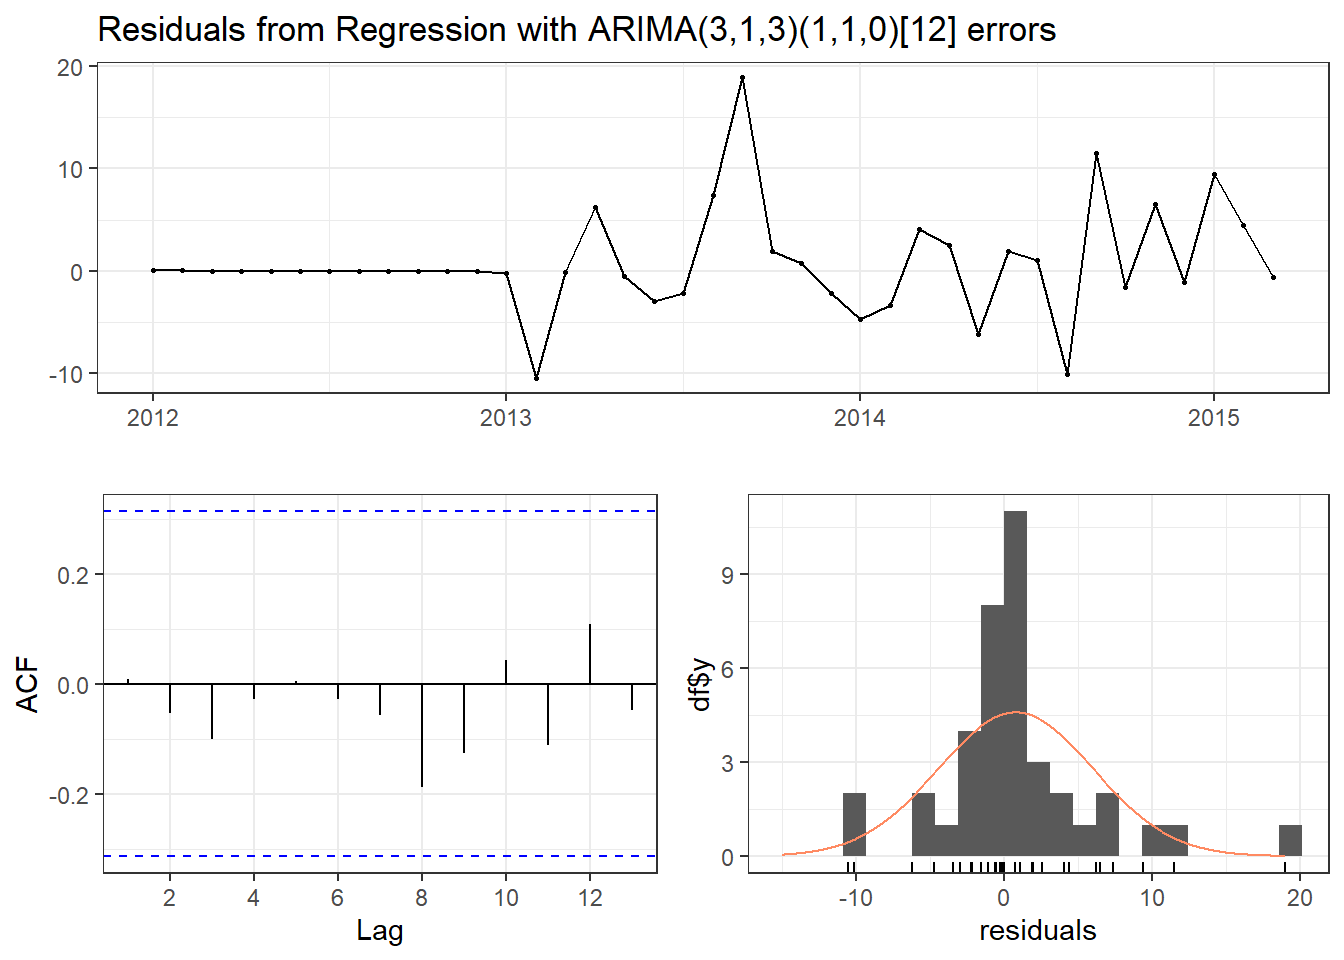 Residuals from Regression with ARIMA(3,1,3)(1,1,0)[12] errors
20
10
0
-10
2012 2013 2014 2015
ACF
0.2
0.0
-0.2
2 4 6 8 10 12
Lag
df$y
9
6
3
0
-10 0 10 20
residuals